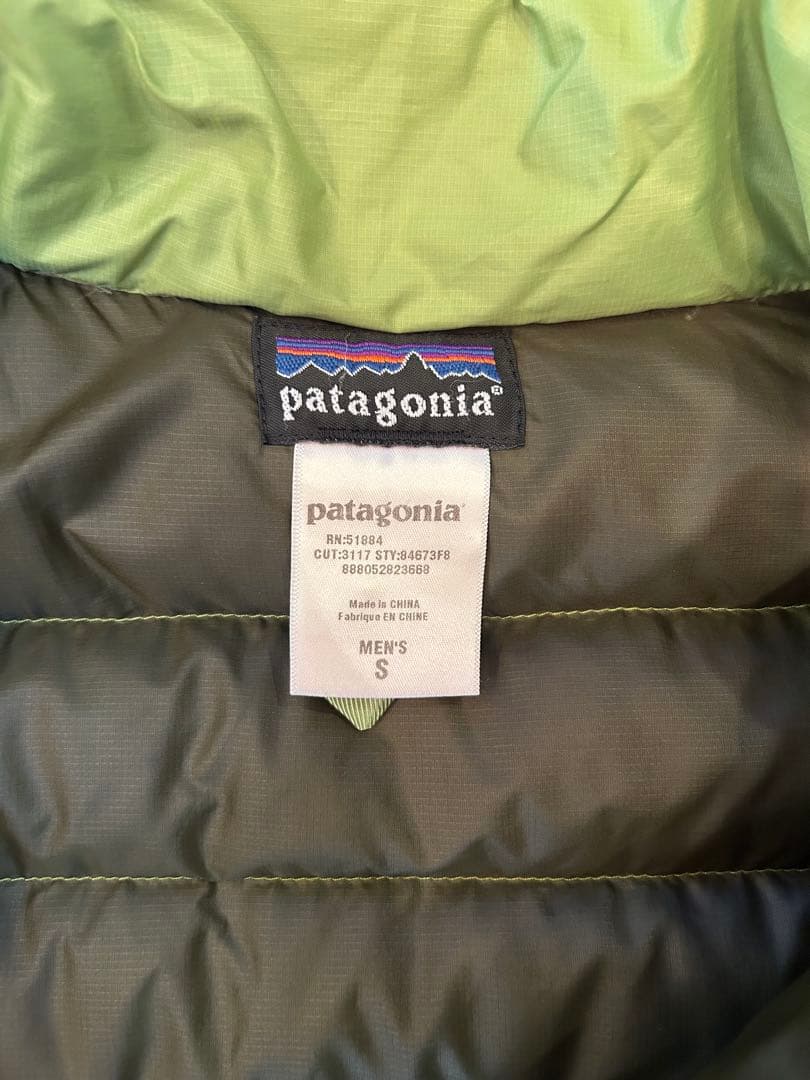 patagonia®
patagonia®
RN:51884
CUT:3117 STY:84673F8
888052823668
Made in CHINA
Fabriqué EN CHINE
MEN'S
S